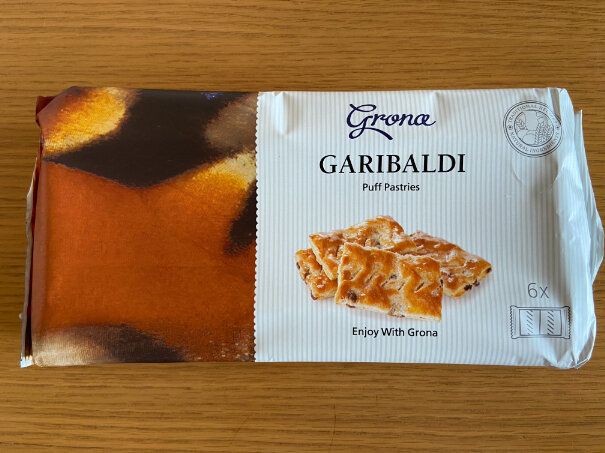 Grona
GARIBALDI
Puff Pastries
6x
Enjoy With Grona